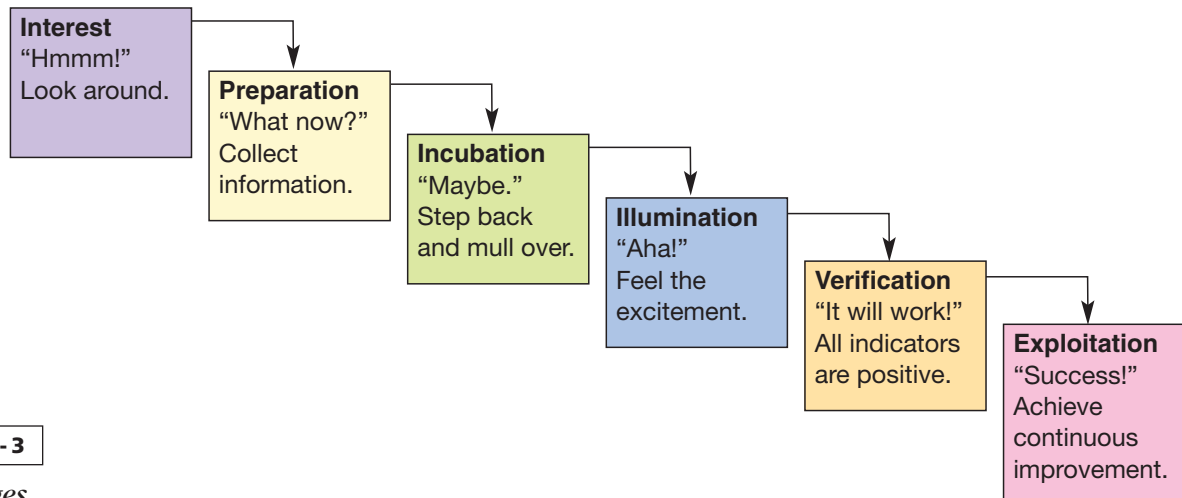 Interest
“Hmmm!”
Look around.
Preparation
“What now?”
Collect
information.
Incubation
“Maybe.”
Step back
and mull over.
Illumination
“Aha!”
Feel the
excitement.
Verification
“It will work!”
All indicators
are positive.
Exploitation
“Success!”
Achieve
continuous
improvement.
- 3